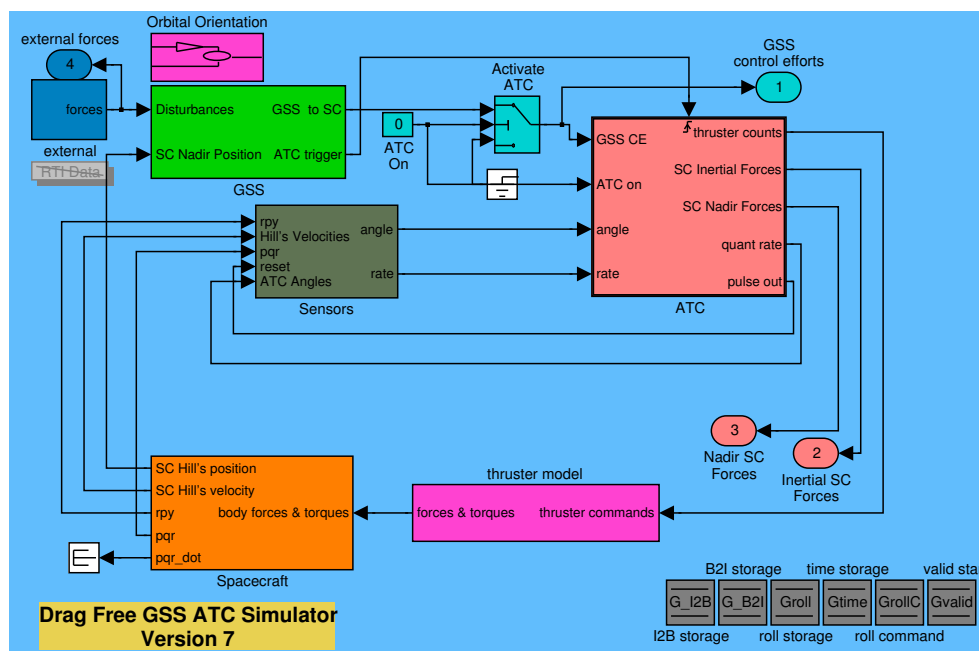 Orbital Orientation
external forces
4
forces
external
RTI Data
Disturbances
GSS to SC
SC Nadir Position
ATC trigger
GSS
0
ATC
On
Activate
ATC
GSS
control efforts
1
thruster counts
GSS CE
SC Inertial Forces
ATC on
SC Nadir Forces
angle
quant rate
rate
pulse out
ATC
rpy
Hill's Velocities
pqr
reset
ATC Angles
angle
rate
Sensors
3
Nadir SC
Forces
2
Inertial SC
Forces
SC Hill's position
SC Hill's velocity
rpy
body forces & torques
pqr
pqr_dot
Spacecraft
thruster model
forces & torques
thruster commands
B2I storage
time storage
valid sta
G_I2B
G_B2I
Groll
Gtime
GrollC
Gvalid
I2B storage
roll storage
roll command
Drag Free GSS ATC Simulator
Version 7